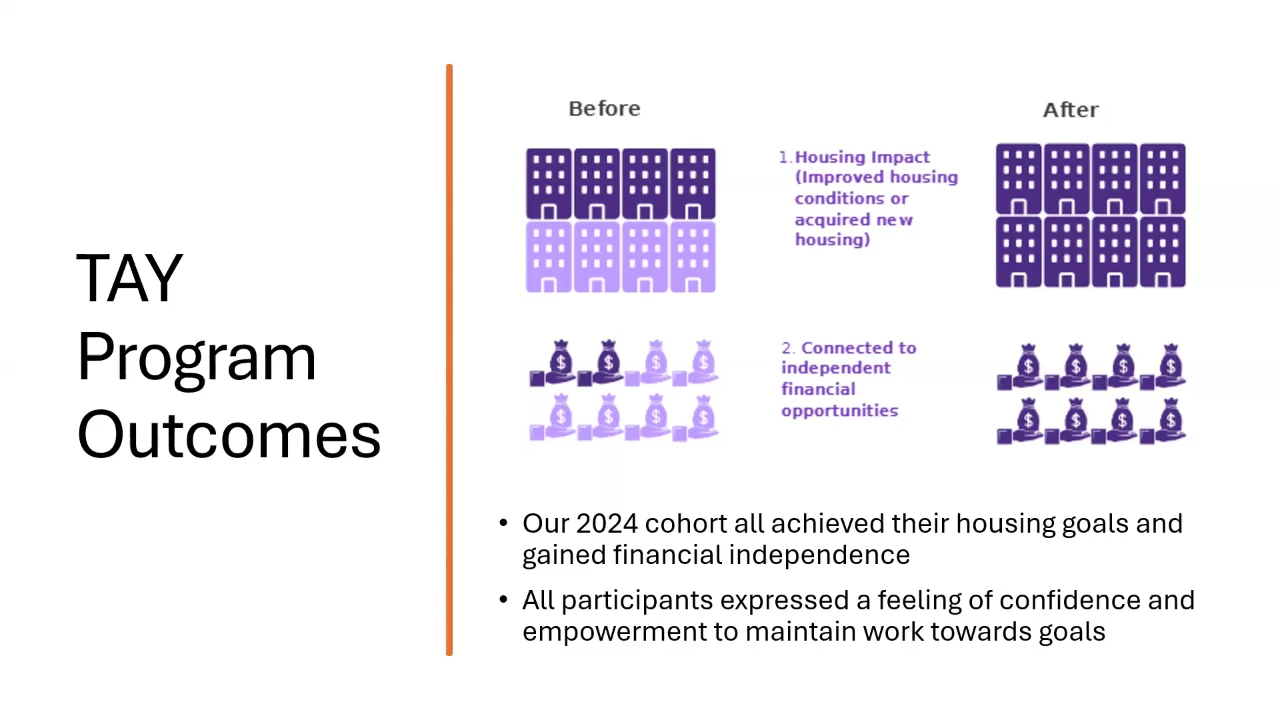 TAY
Program
Outcomes
Before
After
1. Housing Impact
(Improved housing
conditions or
acquired new
housing)
2. Connected to
independent
financial
opportunities
• Our 2024 cohort all achieved their housing goals and
gained financial independence
• All participants expressed a feeling of confidence and
empowerment to maintain work towards goals